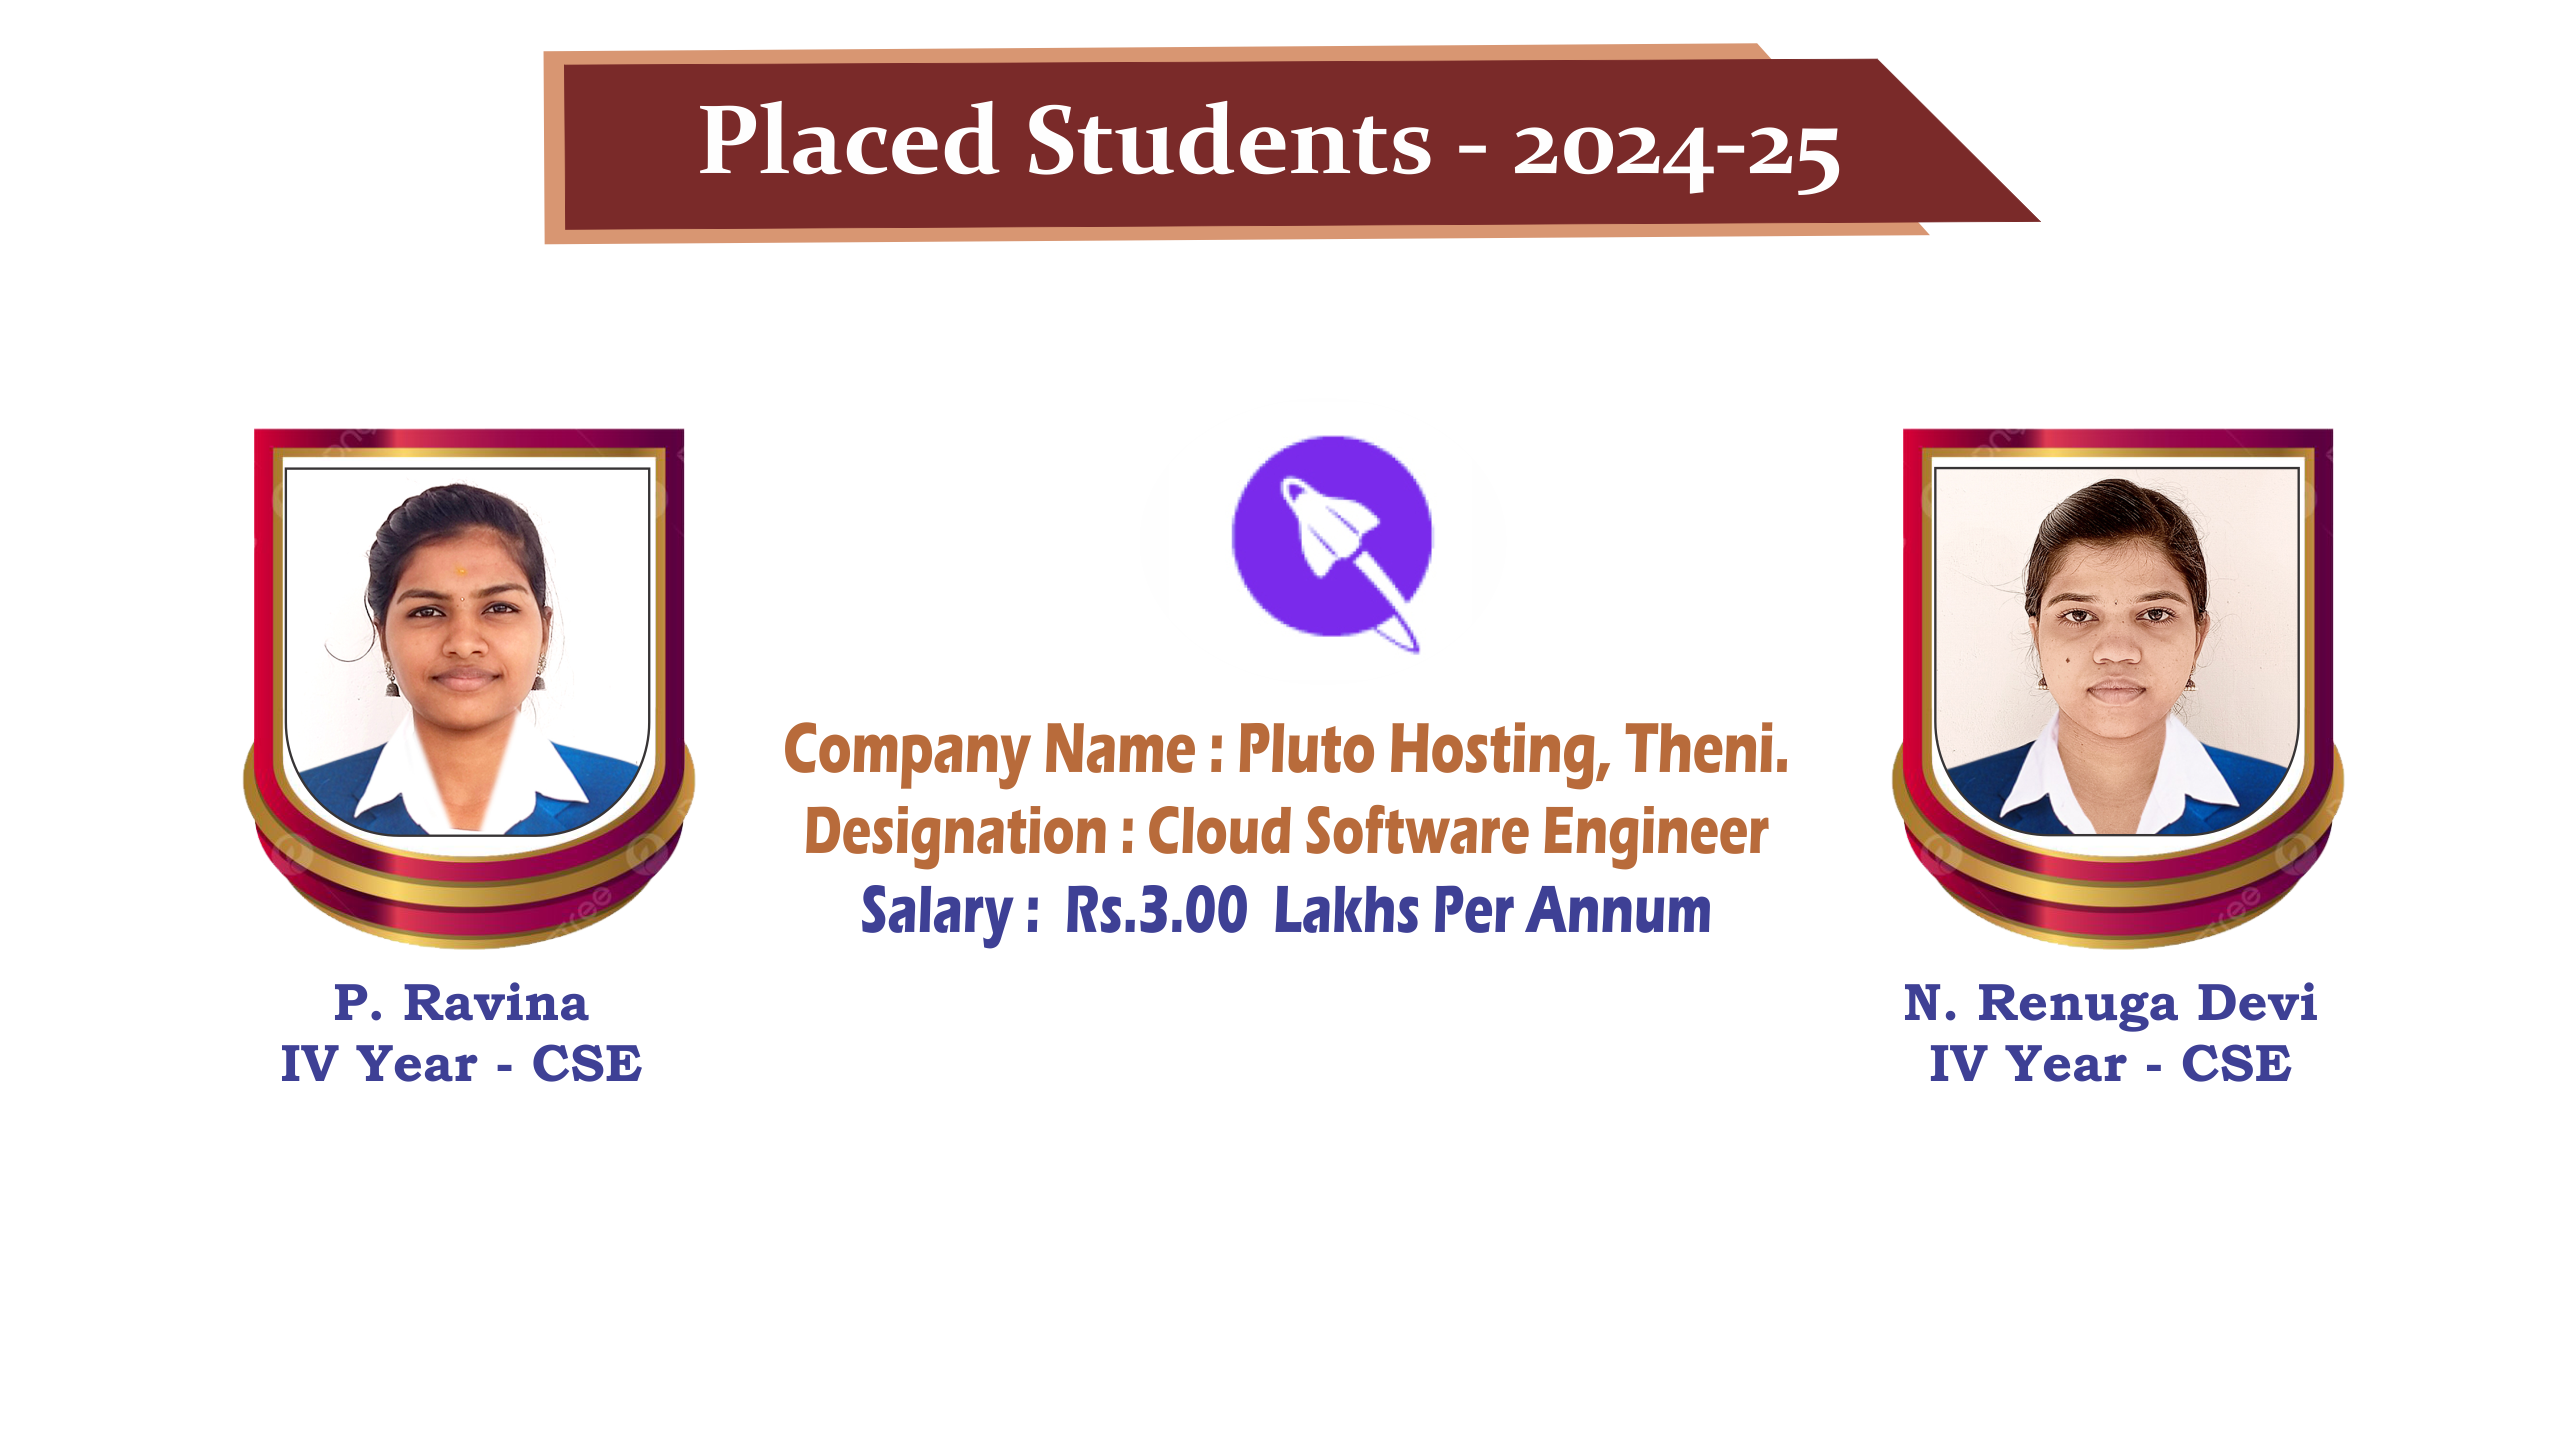 Placed Students - 2024-25
Company Name : Pluto Hosting, Theni.
Designation : Cloud Software Engineer
Salary : Rs.3.00 Lakhs Per Annum
P. Ravina
IV Year - CSE
N. Renuga Devi
IV Year - CSE